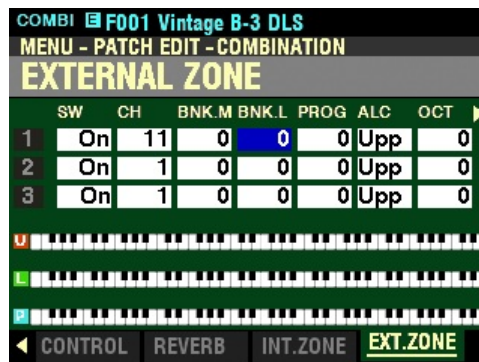 COMBI E F001 Vintage B-3 DLS
MENU - PATCH EDIT - COMBINATION
EXTERNAL ZONE
SW CH BNK.M BNK.L PROG ALC OCT
1 On 11 0 0 0 Upp 0
2 On 1 0 0 0 Upp 0
3 On 1 0 0 0 Upp 0
U
L
P
CONTROL REVERB INT.ZONE EXT.ZONE